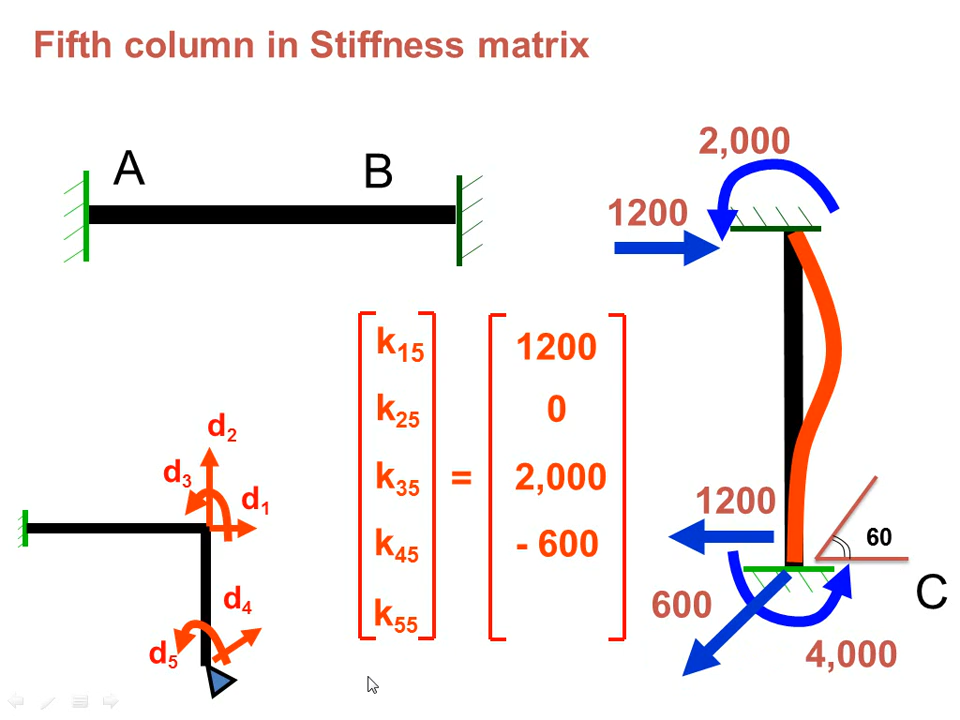 Fifth column in Stiffness matrix
2,000
A
B
1200
k15
1200
k25
0
d2
k35
=
2,000
d3
d1
1200
k45
- 600
60
d4
k55
600
C
d5
4,000